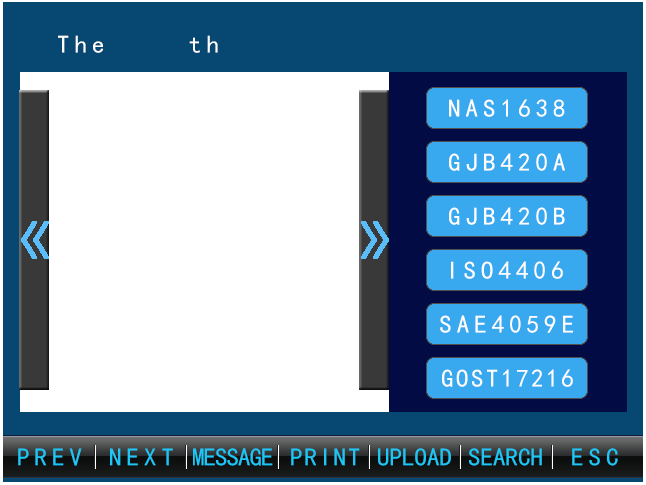 The th
NAS1638
GJB420A
GJB420B
ISO4406
SAE4059E
GOST17216
PREV NEXT MESSAGE PRINT UPLOAD SEARCH ESC